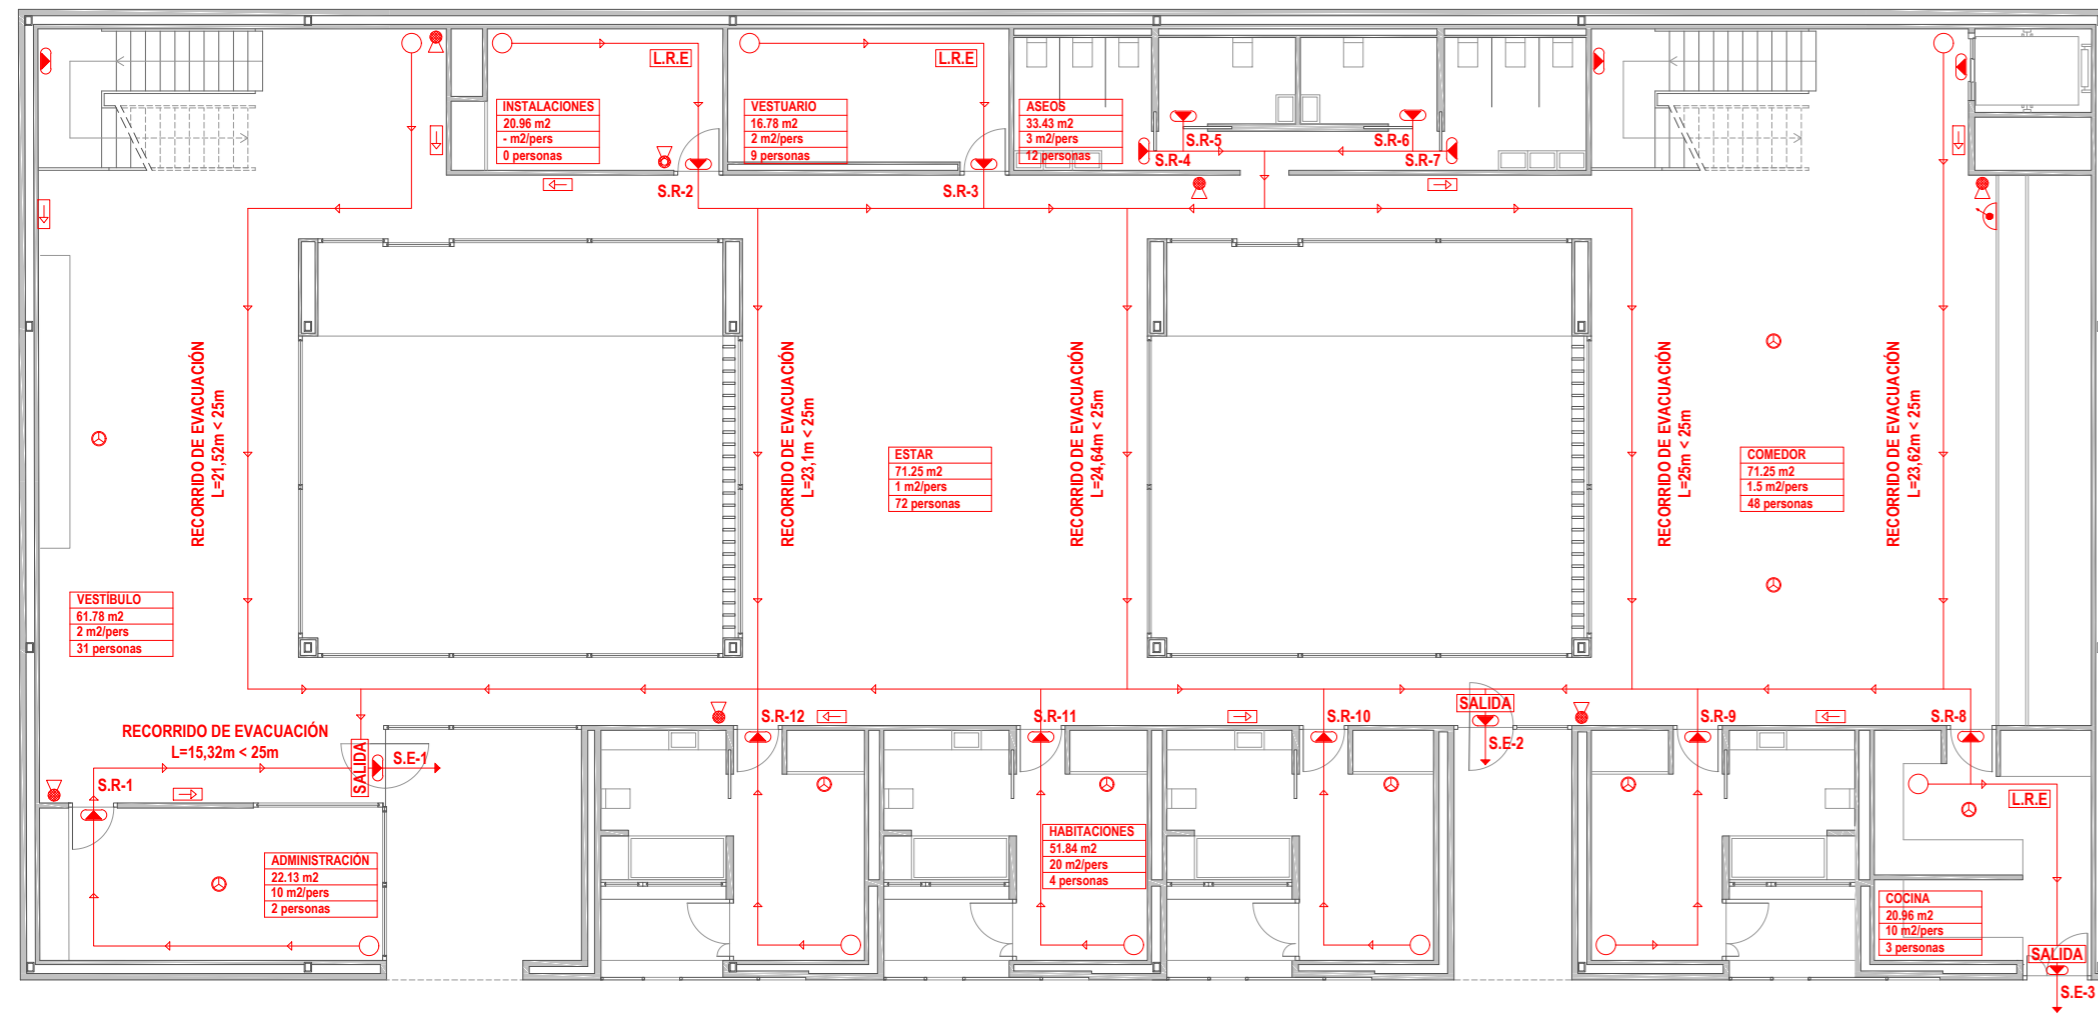 L.R.E
L.R.E
INSTALACIONES
20.96 m2
- m2/pers
0 personas
VESTUARIO
16.78 m2
2 m2/pers
9 personas
ASEOS
33.43 m2
3 m2/pers
12 personas
S.R-5
S.R-6
S.R-4
S.R-7
S.R-2
S.R-3
RECORRIDO DE EVACUACIÓN
L=21,52m < 25m
RECORRIDO DE EVACUACIÓN
L=23,1m < 25m
RECORRIDO DE EVACUACIÓN
L=24,64m < 25m
RECORRIDO DE EVACUACIÓN
L=25m < 25m
RECORRIDO DE EVACUACIÓN
L=23,62m < 25m
ESTAR
71.25 m2
1 m2/pers
72 personas
COMEDOR
71.25 m2
1.5 m2/pers
48 personas
VESTÍBULO
61.78 m2
2 m2/pers
31 personas
RECORRIDO DE EVACUACIÓN
L=15,32m < 25m
S.R-1
SALIDA
S.E-1
S.R-12
S.R-11
S.R-10
SALIDA
S.E-2
S.R-9
S.R-8
L.R.E
ADMINISTRACIÓN
22.13 m2
10 m2/pers
2 personas
HABITACIONES
51.84 m2
20 m2/pers
4 personas
COCINA
20.96 m2
10 m2/pers
3 personas
SALIDA
S.E-3